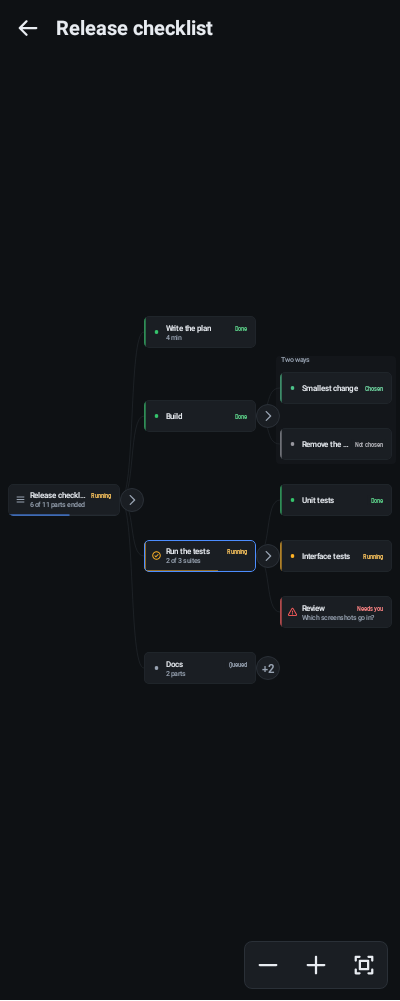 Release checklist
Write the plan
Done
4 min
Two ways
Smallest change
Chosen
Build
Done
Remove the ...
Not chosen
Release checkl...
Running
6 of 11 parts ended
Unit tests
Done
Run the tests
Running
2 of 3 suites
Interface tests
Running
Review
Needs you
Which screenshots go in?
Docs
Queued
2 parts
+2